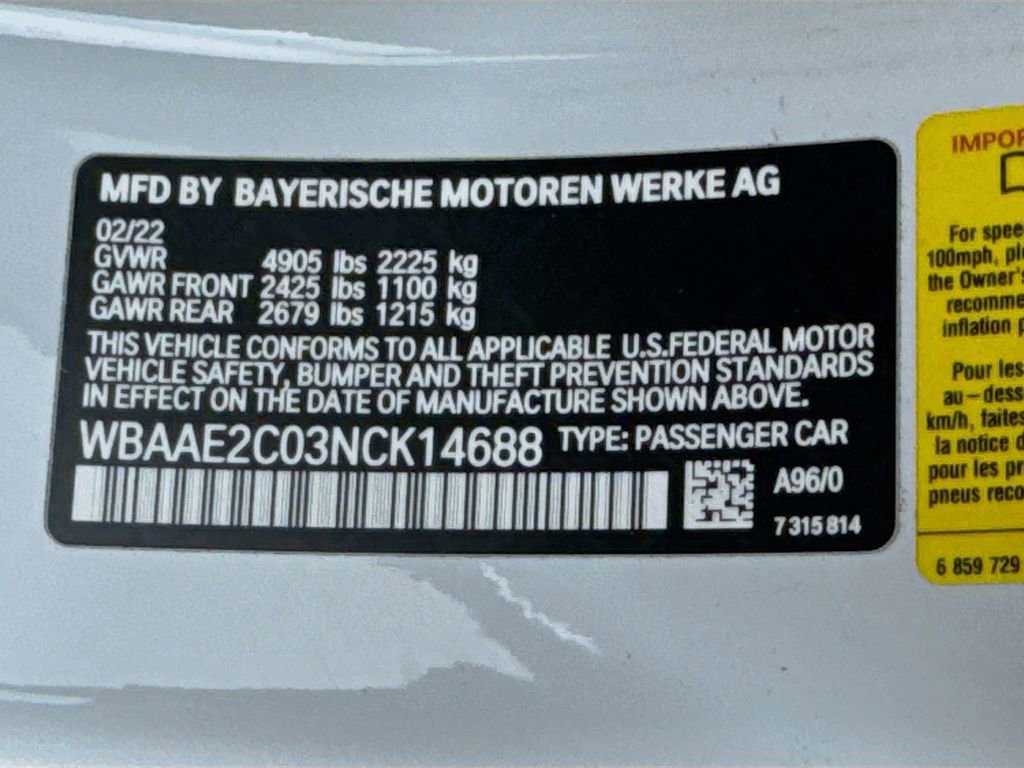 MFD BY BAYERISCHE MOTOREN WERKE AG
02/22
GVWR 4905 lbs 2225 kg
GAWR FRONT 2425 lbs 1100 kg
GAWR REAR 2679 lbs 1215 kg
THIS VEHICLE CONFORMS TO ALL APPLICABLE U.S.FEDERAL MOTOR
VEHICLE SAFETY, BUMPER AND THEFT PREVENTION STANDARDS
IN EFFECT ON THE DATE OF MANUFACTURE SHOWN ABOVE.
WBAAE2C03NCK14688 TYPE: PASSENGER CAR
A96/0
7 315 814
IMPOR
For spee
100mph, ple
the Owner's
recomme
inflation p
Pour les
au-dess
km/h, faites
la notice d
pour les pr
pneus reco
6 859 729